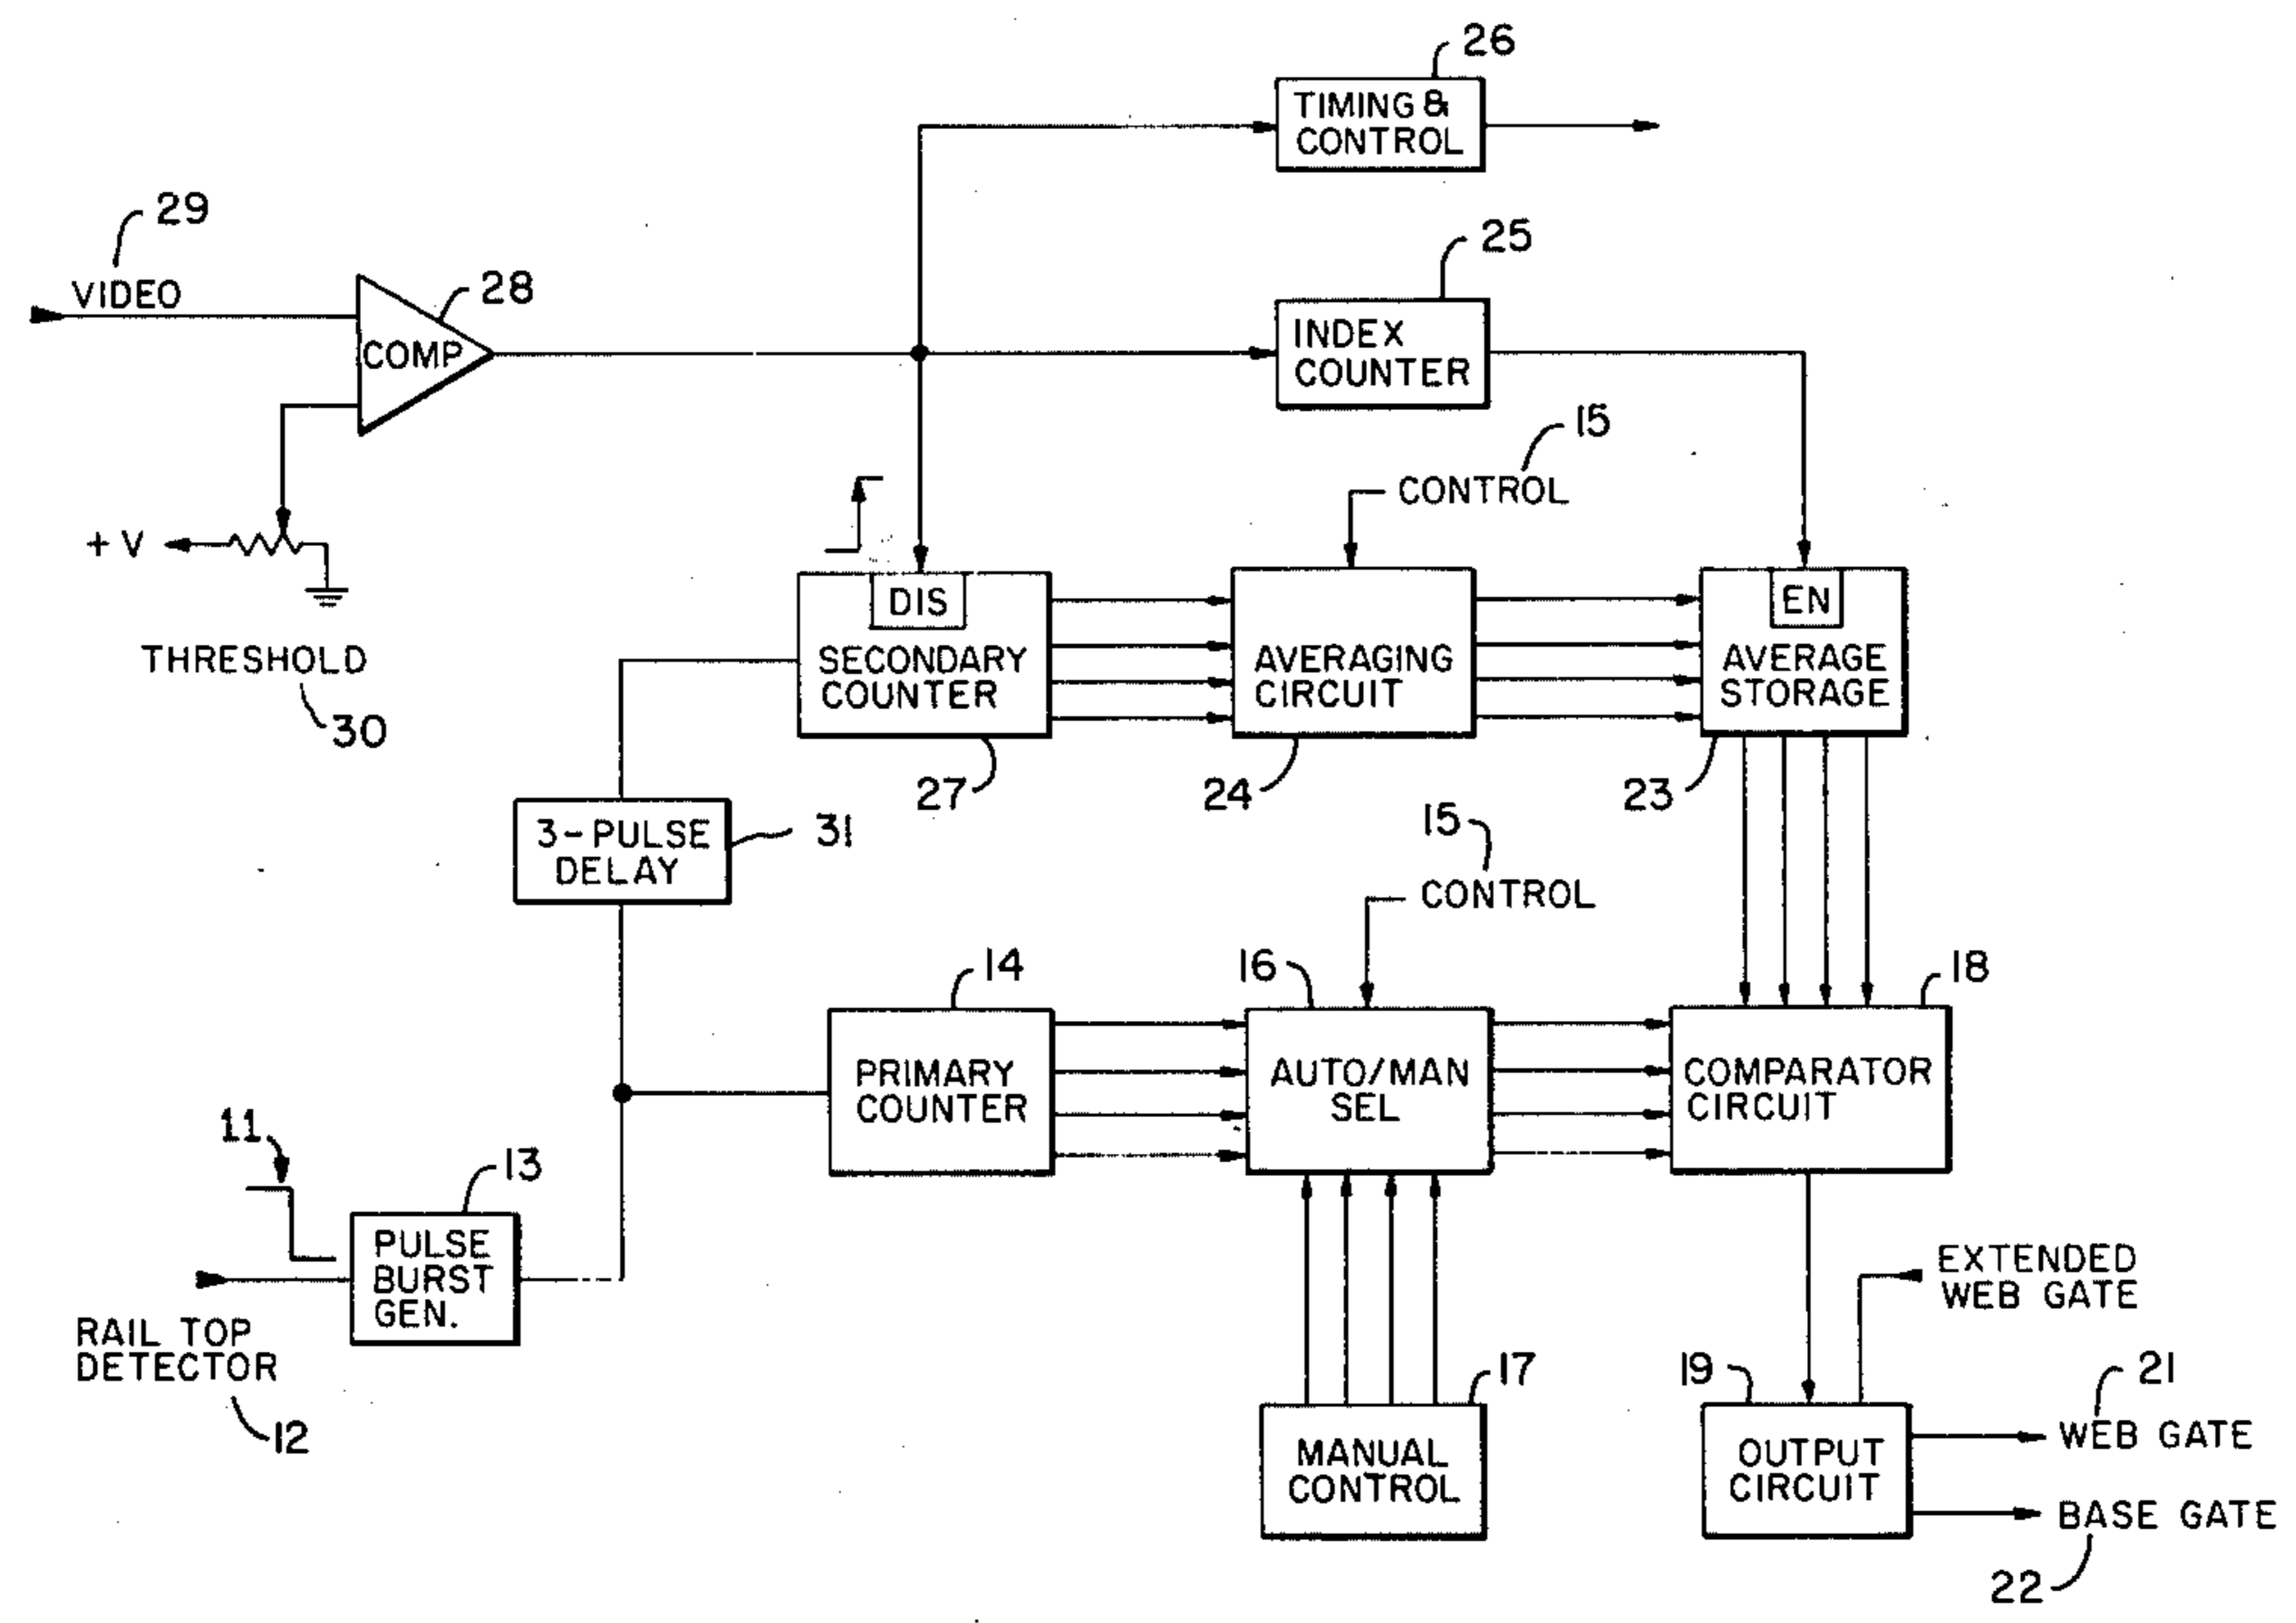 26
TIMING &
CONTROL
29
VIDEO
28
COMP
25
INDEX
COUNTER
15
CONTROL
+ V
THRESHOLD
30
DIS
SECONDARY
COUNTER
27
AVERAGING
CIRCUIT
24
EN
AVERAGE
STORAGE
23
3-PULSE
DELAY
31
15
CONTROL
14
PRIMARY
COUNTER
16
AUTO/MAN
SEL
18
COMPARATOR
CIRCUIT
11
13
PULSE
BURST
GEN.
RAIL TOP
DETECTOR
12
17
MANUAL
CONTROL
EXTENDED
WEB GATE
19
OUTPUT
CIRCUIT
21
WEB GATE
BASE GATE
22